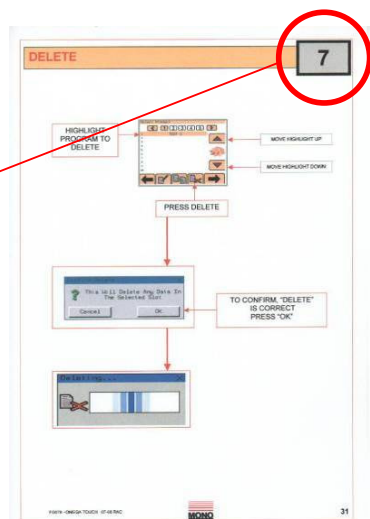 DELETE
7
HIGHLIGHT
PROGRAM TO
DELETE
MOVE HIGHLIGHT UP
MOVE HIGHLIGHT DOWN
PRESS DELETE
This Will Delete Any Data In
The Selected Slot
Cancel
OK
TO CONFIRM, "DELETE"
IS CORRECT
PRESS "OK"
Deleting...
MONO
31